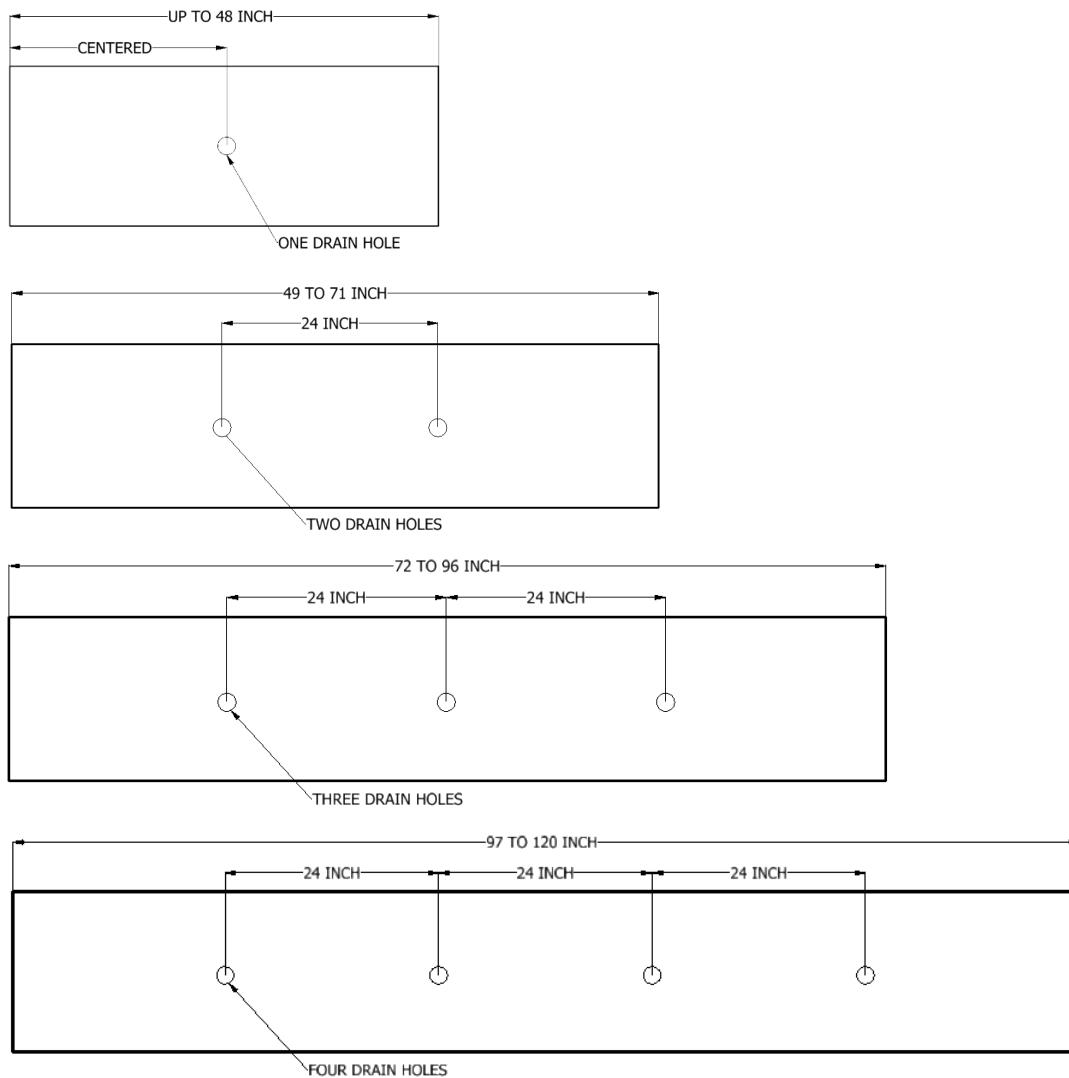 UP TO 48 INCH
CENTERED
ONE DRAIN HOLE
49 TO 71 INCH
24 INCH
TWO DRAIN HOLES
72 TO 96 INCH
24 INCH
24 INCH
THREE DRAIN HOLES
97 TO 120 INCH
24 INCH
24 INCH
24 INCH
FOUR DRAIN HOLES